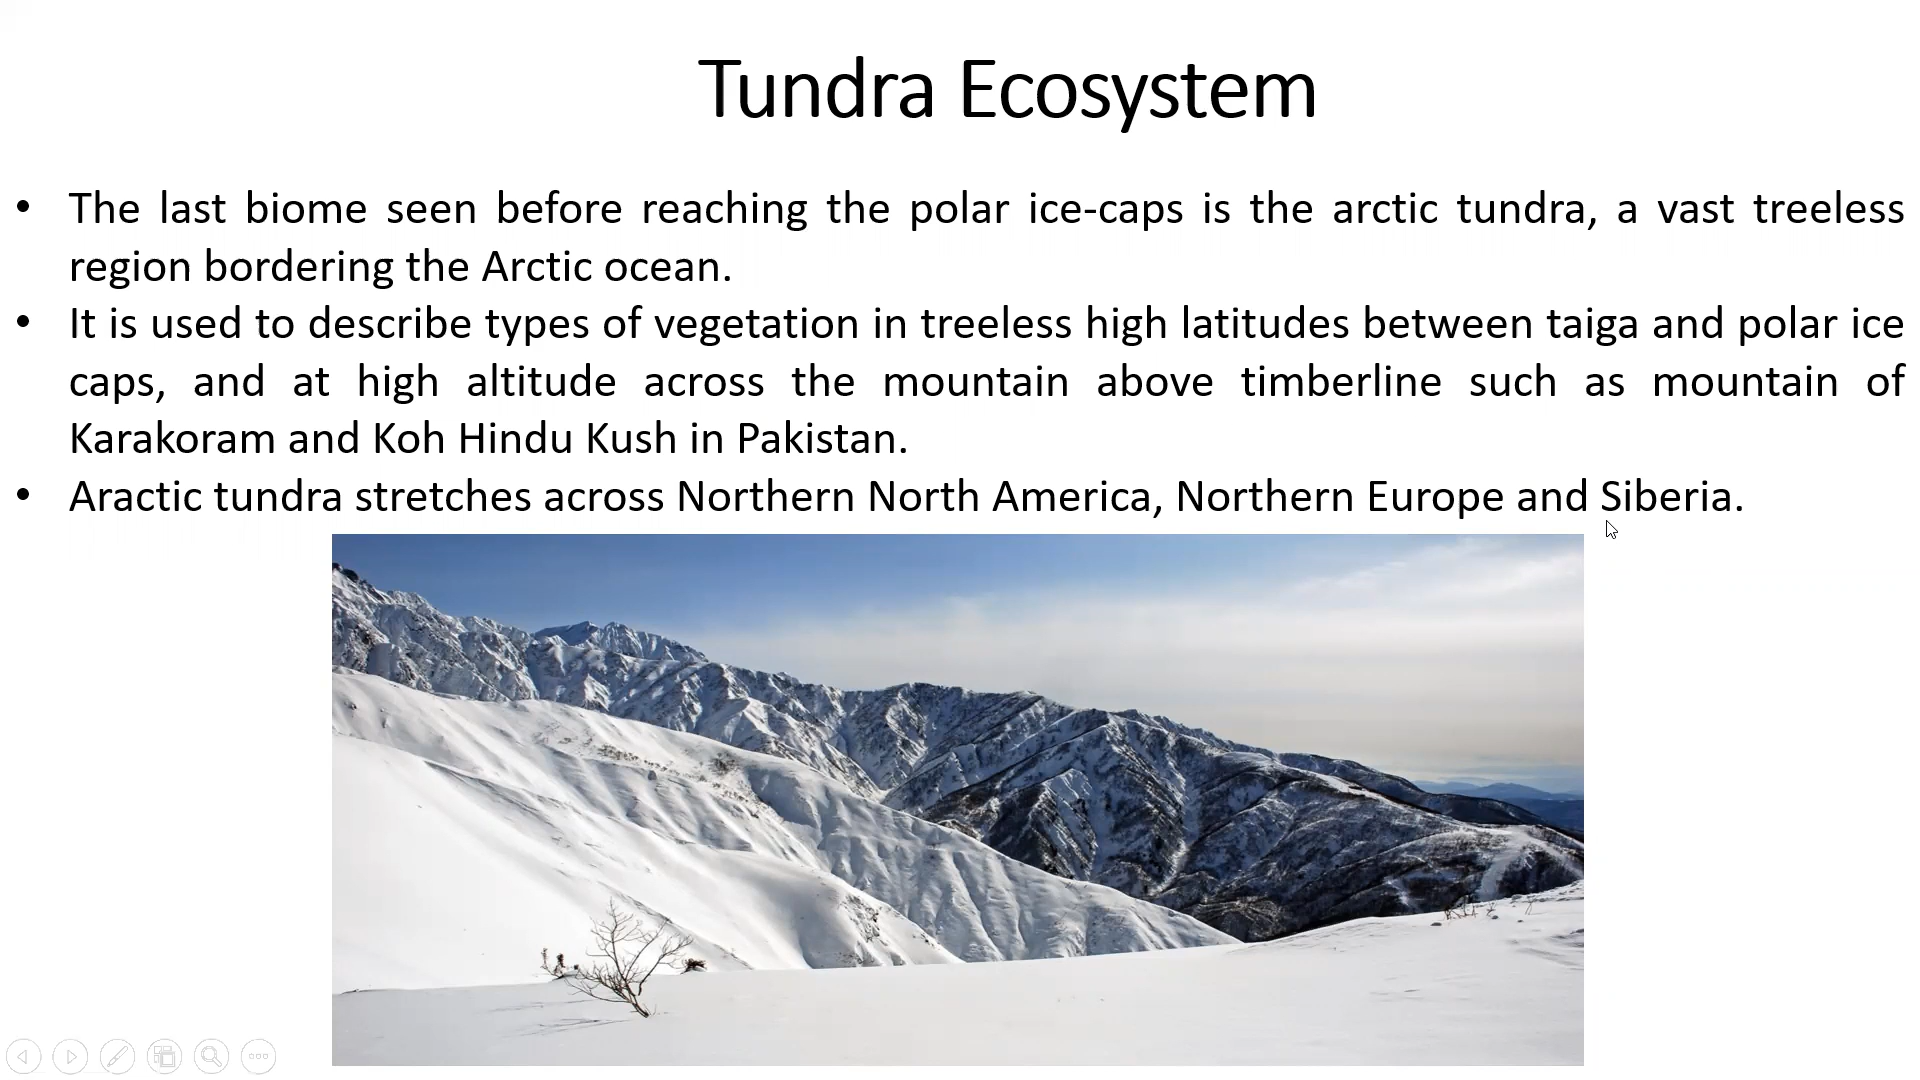 Tundra Ecosystem
• The last biome seen before reaching the polar ice-caps is the arctic tundra, a vast treeless
region bordering the Arctic ocean.
• It is used to describe types of vegetation in treeless high latitudes between taiga and polar ice
caps, and at high altitude across the mountain above timberline such as mountain of
Karakoram and Koh Hindu Kush in Pakistan.
• Aractic tundra stretches across Northern North America, Northern Europe and Siberia.